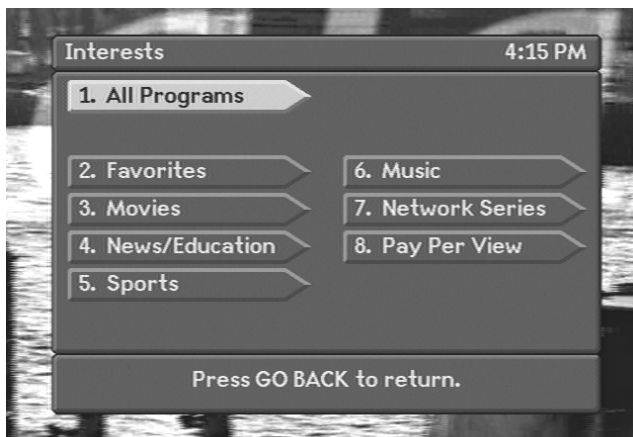 Interests 4:15 PM
1. All Programs
2. Favorites
3. Movies
4. News/Education
5. Sports
6. Music
7. Network Series
8. Pay Per View
Press GO BACK to return.